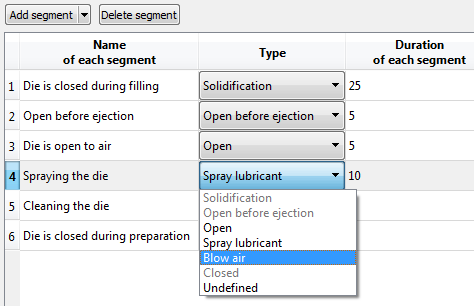 Add segment Delete segment
Name of each segment Type Duration of each segment
1 Die is closed during filling Solidification 25
2 Open before ejection Open before ejection 5
3 Die is open to air Open 5
4 Spraying the die Spray lubricant 10
5 Cleaning the die
6 Die is closed during preparation
Solidification
Open before ejection
Open
Spray lubricant
Blow air
Closed
Undefined